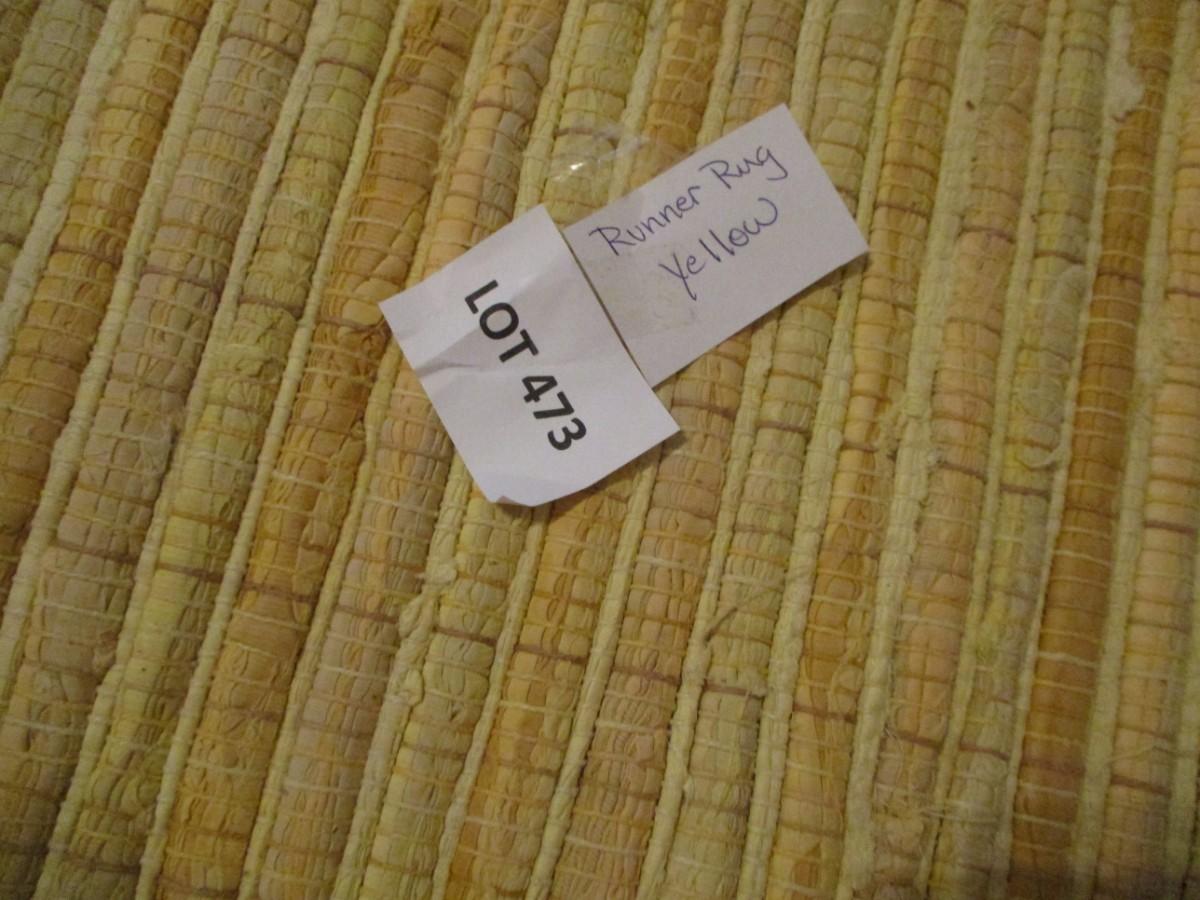 Runner Rug
Yellow
LOT 473